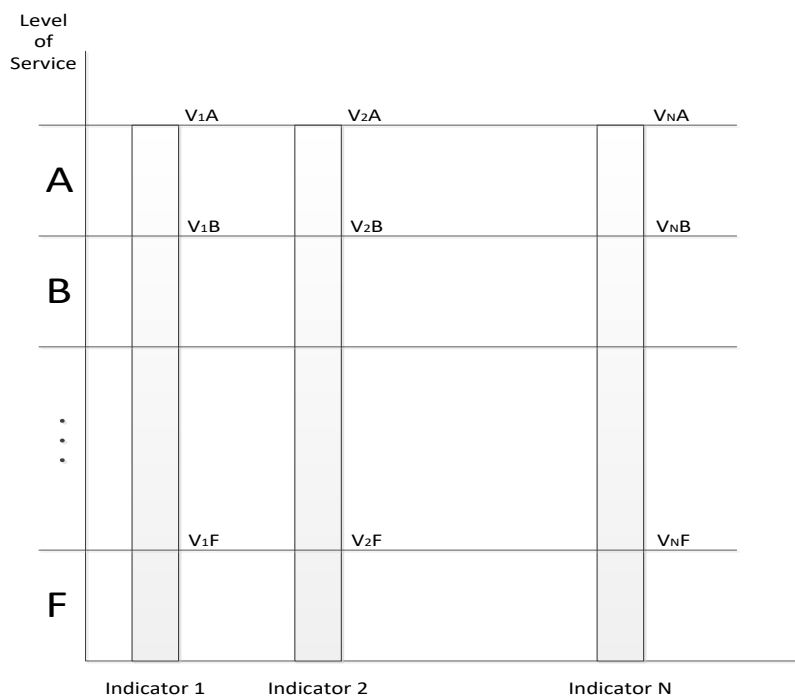 Level
of
Service
V₁A V₂A VₙA
A
V₁B V₂B VₙB
B
⋮
V₁F V₂F VₙF
F
Indicator 1 Indicator 2 Indicator N